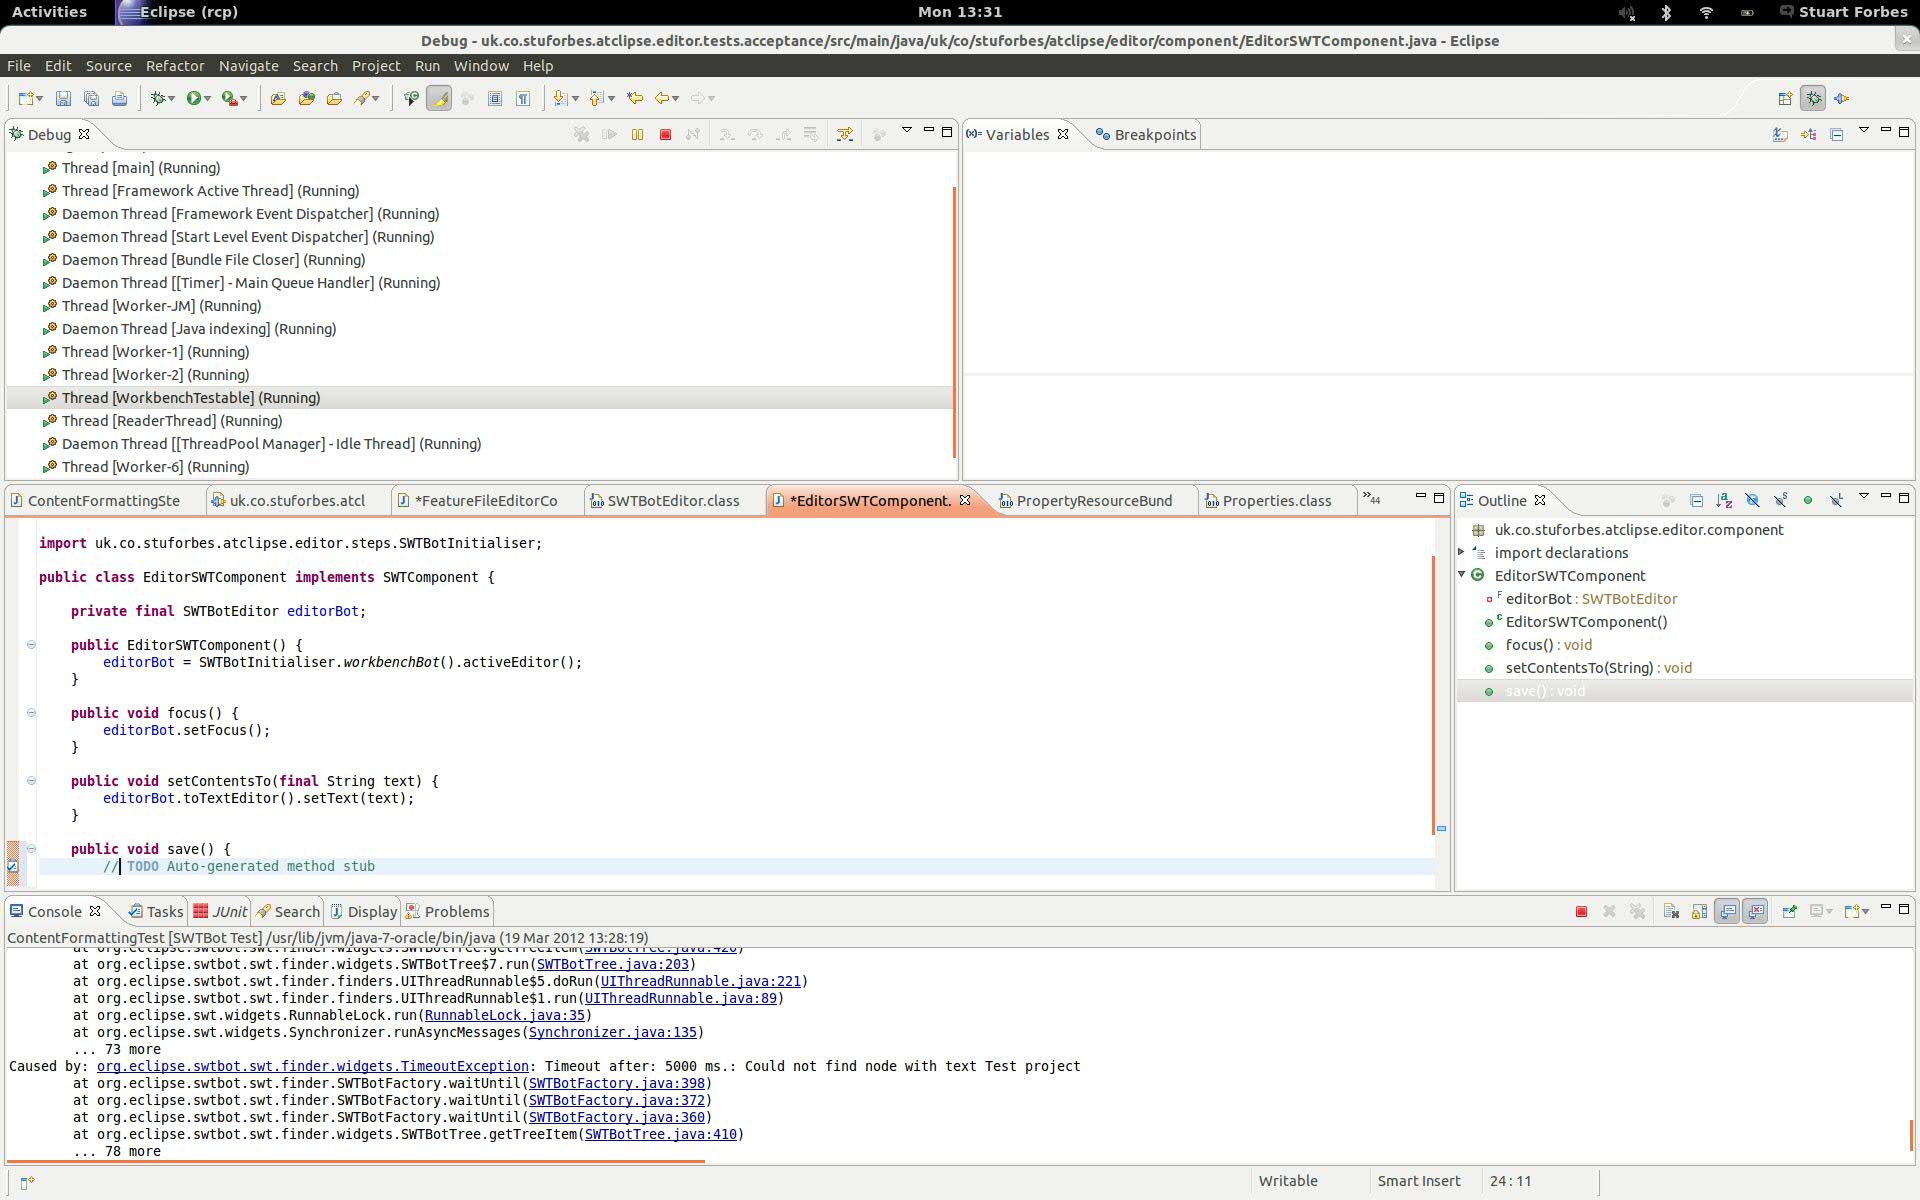 Activities Eclipse (rcp) Mon 13:31 Stuart Forbes
Debug - uk.co.stuforbes.atclipse.editor.tests.acceptance/src/main/java/uk/co/stuforbes/atclipse/editor/component/EditorSWTComponent.java - Eclipse
File Edit Source Refactor Navigate Search Project Run Window Help
Debug
Thread [main] (Running)
Thread [Framework Active Thread] (Running)
Daemon Thread [Framework Event Dispatcher] (Running)
Daemon Thread [Start Level Event Dispatcher] (Running)
Daemon Thread [Bundle File Closer] (Running)
Daemon Thread [[Timer] - Main Queue Handler] (Running)
Thread [Worker-JM] (Running)
Daemon Thread [Java indexing] (Running)
Thread [Worker-1] (Running)
Thread [Worker-2] (Running)
Thread [WorkbenchTestable] (Running)
Thread [ReaderThread] (Running)
Daemon Thread [[ThreadPool Manager] - Idle Thread] (Running)
Thread [Worker-6] (Running)
(x)= Variables Breakpoints
ContentFormattingSte uk.co.stuforbes.atcl *FeatureFileEditorCo SWTBotEditor.class *EditorSWTComponent. PropertyResourceBund Properties.class »44
import uk.co.stuforbes.atclipse.editor.steps.SWTBotInitialiser;
public class EditorSWTComponent implements SWTComponent {
private final SWTBotEditor editorBot;
public EditorSWTComponent() {
editorBot = SWTBotInitialiser.workbenchBot().activeEditor();
}
public void focus() {
editorBot.setFocus();
}
public void setContentsTo(final String text) {
editorBot.toTextEditor().setText(text);
}
public void save() {
// TODO Auto-generated method stub
Outline
uk.co.stuforbes.atclipse.editor.component
import declarations
EditorSWTComponent
editorBot : SWTBotEditor
EditorSWTComponent()
focus() : void
setContentsTo(String) : void
save() : void
Console Tasks JUnit Search Display Problems
ContentFormattingTest [SWTBot Test] /usr/lib/jvm/java-7-oracle/bin/java (19 Mar 2012 13:28:19)
at org.eclipse.swtbot.swt.finder.widgets.SWTBotTree.getTreeItem(SWTBotTree.java:420)
at org.eclipse.swtbot.swt.finder.widgets.SWTBotTree$7.run(SWTBotTree.java:203)
at org.eclipse.swtbot.swt.finder.finders.UIThreadRunnable$5.doRun(UIThreadRunnable.java:221)
at org.eclipse.swtbot.swt.finder.finders.UIThreadRunnable$1.run(UIThreadRunnable.java:89)
at org.eclipse.swt.widgets.RunnableLock.run(RunnableLock.java:35)
at org.eclipse.swt.widgets.Synchronizer.runAsyncMessages(Synchronizer.java:135)
... 73 more
Caused by: org.eclipse.swtbot.swt.finder.widgets.TimeoutException: Timeout after: 5000 ms.: Could not find node with text Test project
at org.eclipse.swtbot.swt.finder.SWTBotFactory.waitUntil(SWTBotFactory.java:398)
at org.eclipse.swtbot.swt.finder.SWTBotFactory.waitUntil(SWTBotFactory.java:372)
at org.eclipse.swtbot.swt.finder.SWTBotFactory.waitUntil(SWTBotFactory.java:360)
at org.eclipse.swtbot.swt.finder.widgets.SWTBotTree.getTreeItem(SWTBotTree.java:410)
... 78 more
Writable Smart Insert 24 : 11